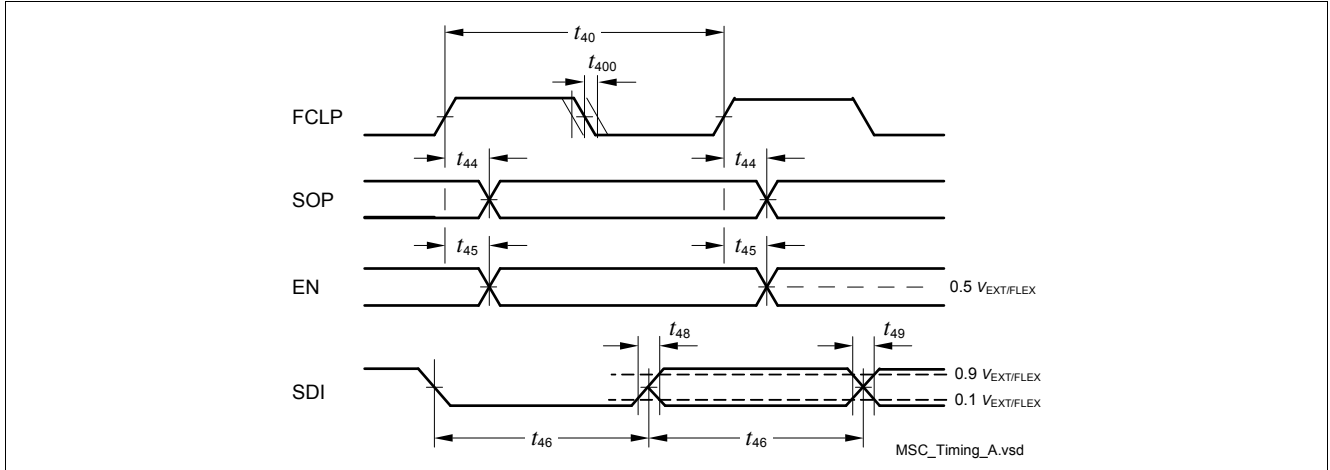 t40
t400
FCLP
t44 t44
SOP
t45 t45
EN
0.5 VEXT/FLEX
t48 t49
SDI
0.9 VEXT/FLEX
0.1 VEXT/FLEX
t46 t46
MSC_Timing_A.vsd